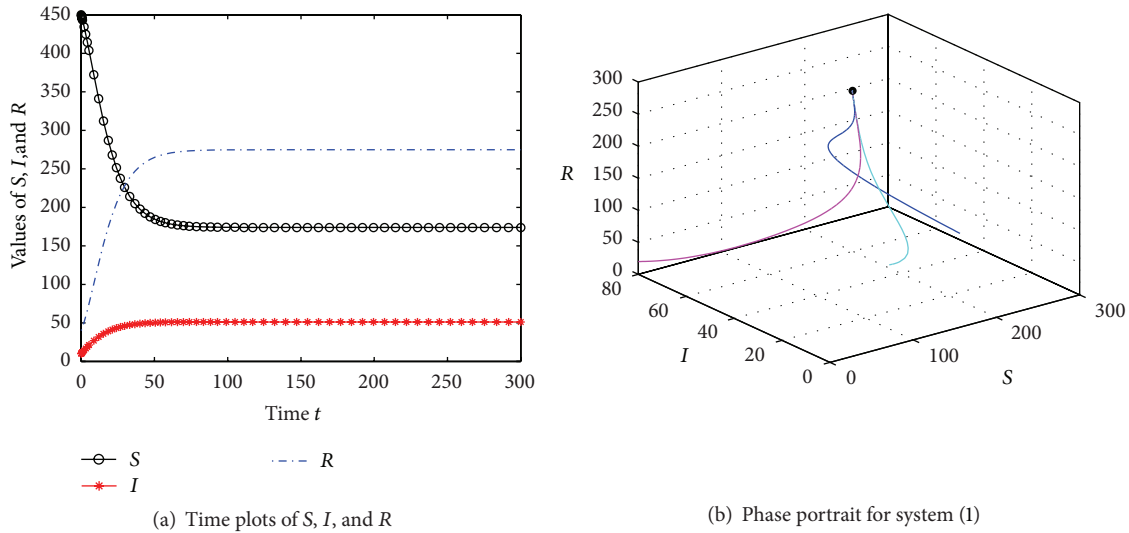 450
400
350
300
250
200
150
100
50
0
Values of S, I,and R
0 50 100 150 200 250 300
Time t
S
I
R
(a) Time plots of S, I, and R
300
250
200
150
100
50
0
R
80
60
40
20
0
I
0
100
200
300
S
(b) Phase portrait for system (1)